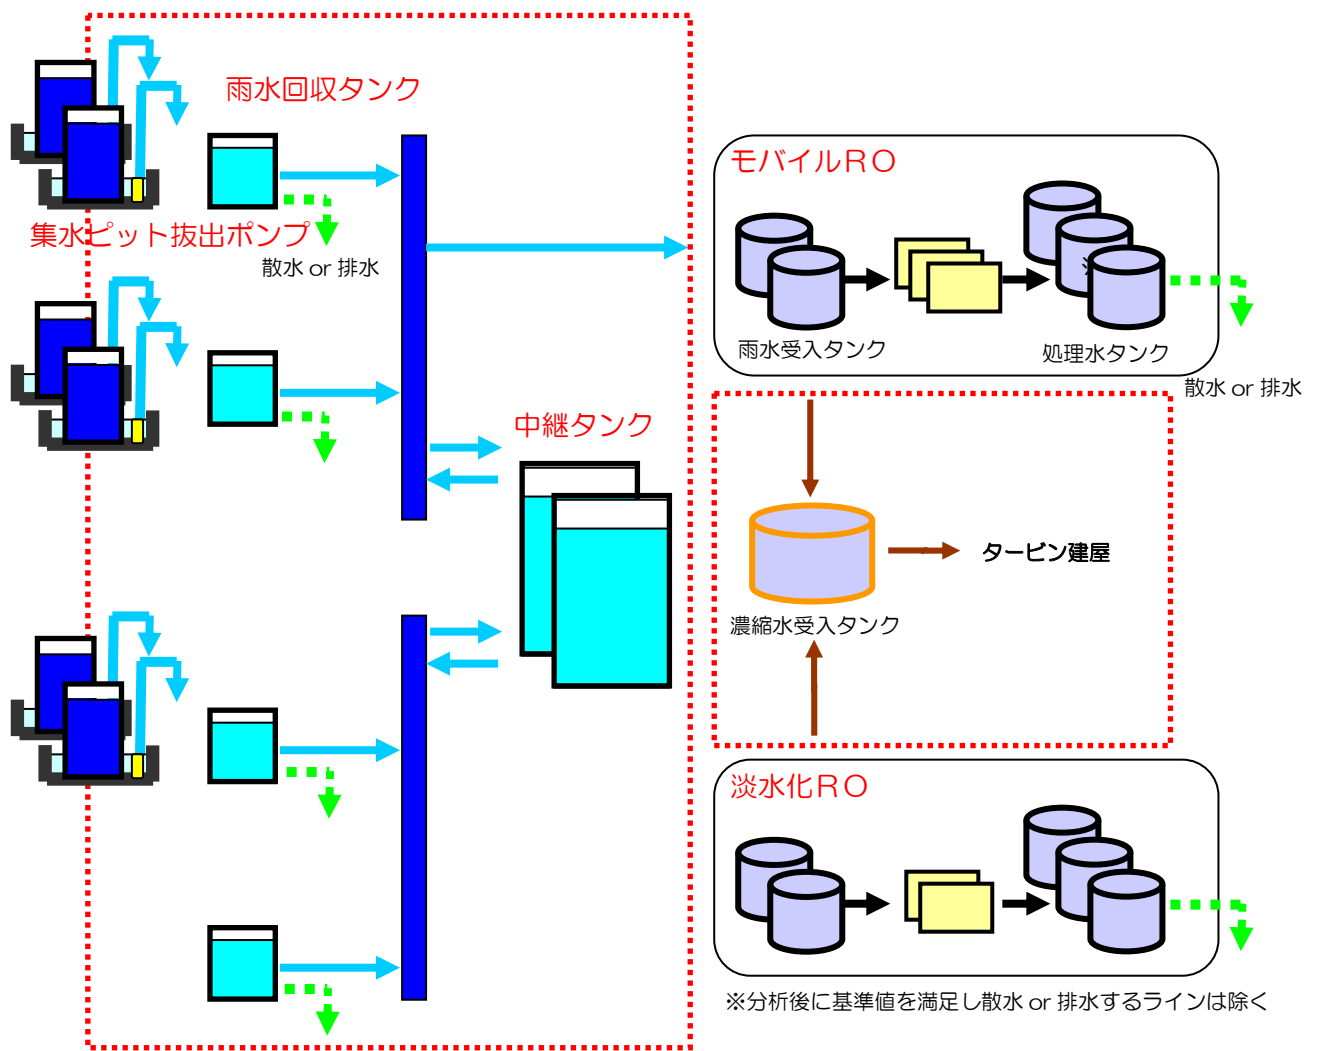 雨水回収タンク
モバイルＲＯ
集水ピット抜出ポンプ
散水 or 排水
雨水受入タンク
処理水タンク
散水 or 排水
中継タンク
タービン建屋
濃縮水受入タンク
淡水化ＲＯ
※分析後に基準値を満足し散水 or 排水するラインは除く